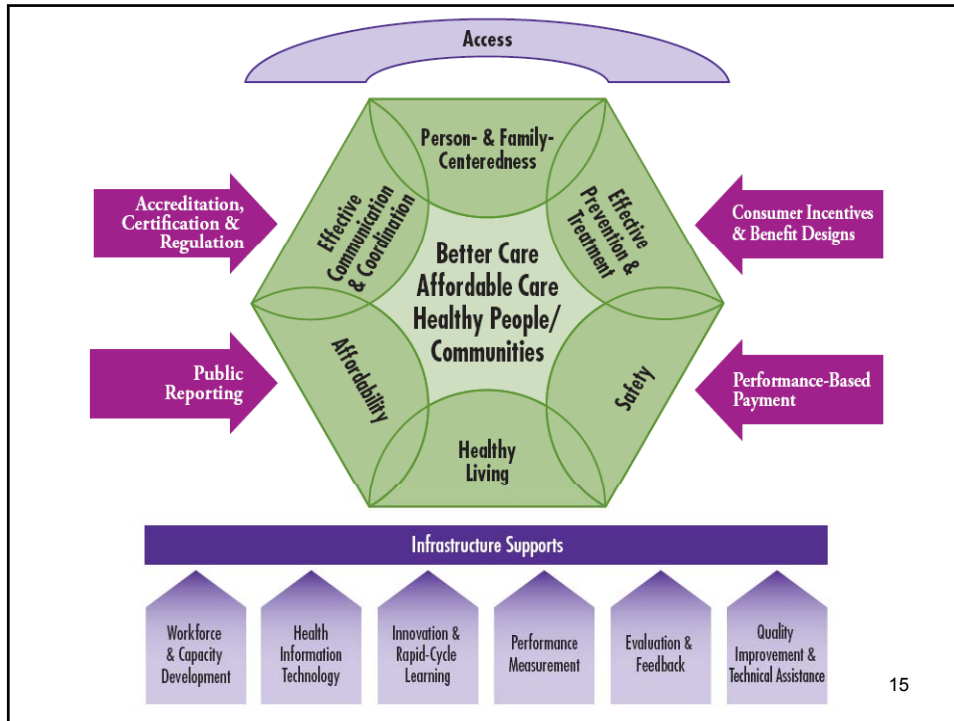 Access
Person- & Family-
Centeredness
Effective
Communication
& Coordination
Effective
Prevention &
Treatment
Accreditation,
Certification &
Regulation
Consumer Incentives
& Benefit Designs
Better Care
Affordable Care
Healthy People/
Communities
Affordability
Safety
Public
Reporting
Performance-Based
Payment
Healthy
Living
Infrastructure Supports
Workforce
& Capacity
Development
Health
Information
Technology
Innovation &
Rapid-Cycle
Learning
Performance
Measurement
Evaluation &
Feedback
Quality
Improvement &
Technical Assistance
15